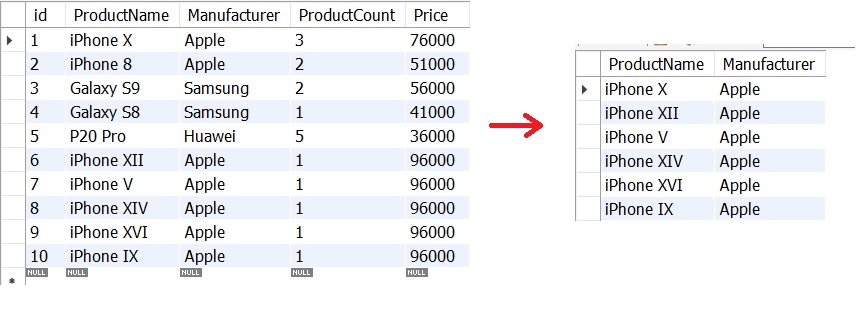 id ProductName Manufacturer ProductCount Price
1 iPhone X Apple 3 76000
2 iPhone 8 Apple 2 51000
3 Galaxy S9 Samsung 2 56000
4 Galaxy S8 Samsung 1 41000
5 P20 Pro Huawei 5 36000
6 iPhone XII Apple 1 96000
7 iPhone V Apple 1 96000
8 iPhone XIV Apple 1 96000
9 iPhone XVI Apple 1 96000
10 iPhone IX Apple 1 96000
NULL NULL NULL NULL NULL
ProductName Manufacturer
iPhone X Apple
iPhone XII Apple
iPhone V Apple
iPhone XIV Apple
iPhone XVI Apple
iPhone IX Apple